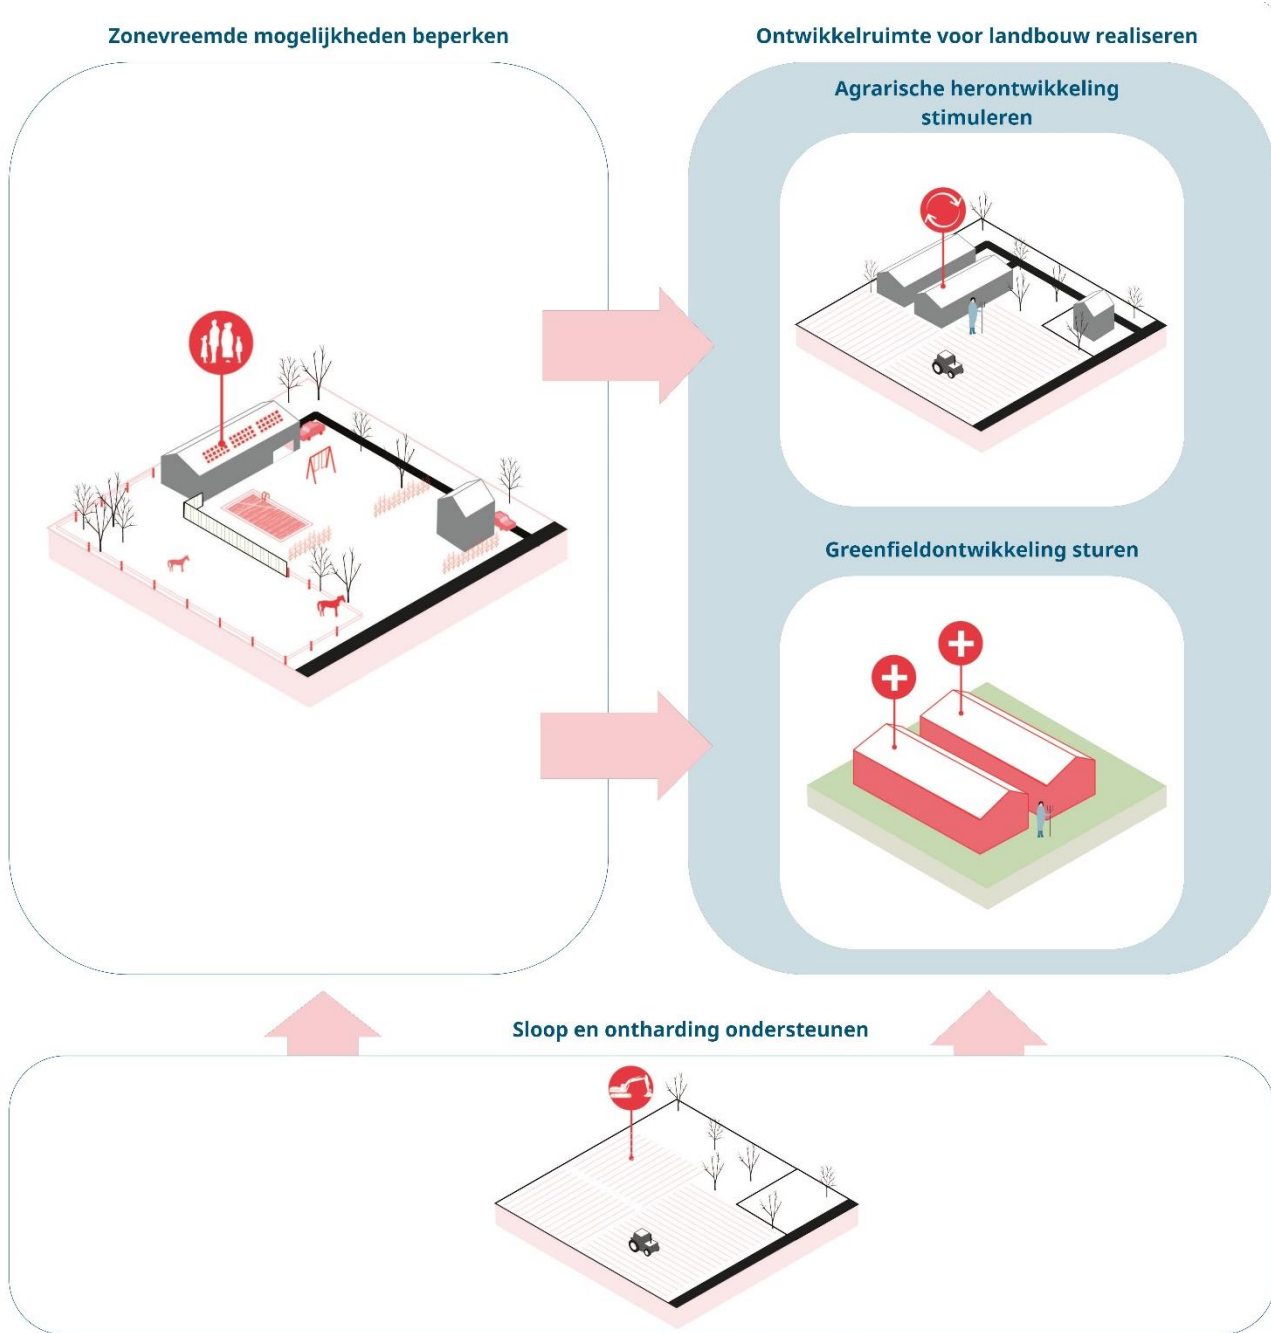 Zonevreemde mogelijkheden beperken
Ontwikkelruimte voor landbouw realiseren
Agrarische herontwikkeling
stimuleren
Greenfieldontwikkeling sturen
Sloop en ontharding ondersteunen